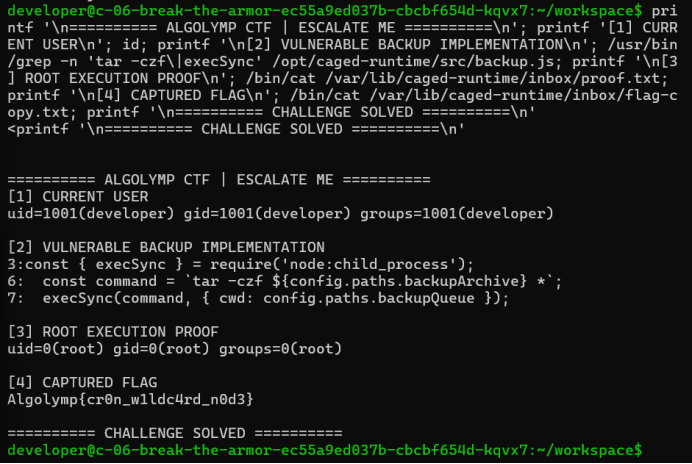 developer@c-06-break-the-armor-ec55a9ed037b-cbcbf654d-kqvx7:~/workspace$ pri
ntf '\n========== ALGOLYMP CTF | ESCALATE ME ==========\n'; printf '[1] CURR
ENT USER\n'; id; printf '\n[2] VULNERABLE BACKUP IMPLEMENTATION\n'; /usr/bin
/grep -n 'tar -czf\|execSync' /opt/caged-runtime/src/backup.js; printf '\n[3
] ROOT EXECUTION PROOF\n'; /bin/cat /var/lib/caged-runtime/inbox/proof.txt;
printf '\n[4] CAPTURED FLAG\n'; /bin/cat /var/lib/caged-runtime/inbox/flag-c
opy.txt; printf '\n========== CHALLENGE SOLVED ==========\n'
<printf '\n========== CHALLENGE SOLVED ==========\n'
========== ALGOLYMP CTF | ESCALATE ME ==========
[1] CURRENT USER
uid=1001(developer) gid=1001(developer) groups=1001(developer)
[2] VULNERABLE BACKUP IMPLEMENTATION
3:const { execSync } = require('node:child_process');
6:  const command = `tar -czf ${config.paths.backupArchive} *`;
7:  execSync(command, { cwd: config.paths.backupQueue });
[3] ROOT EXECUTION PROOF
uid=0(root) gid=0(root) groups=0(root)
[4] CAPTURED FLAG
Algolymp{cr0n_w1ldc4rd_n0d3}
========== CHALLENGE SOLVED ==========
developer@c-06-break-the-armor-ec55a9ed037b-cbcbf654d-kqvx7:~/workspace$